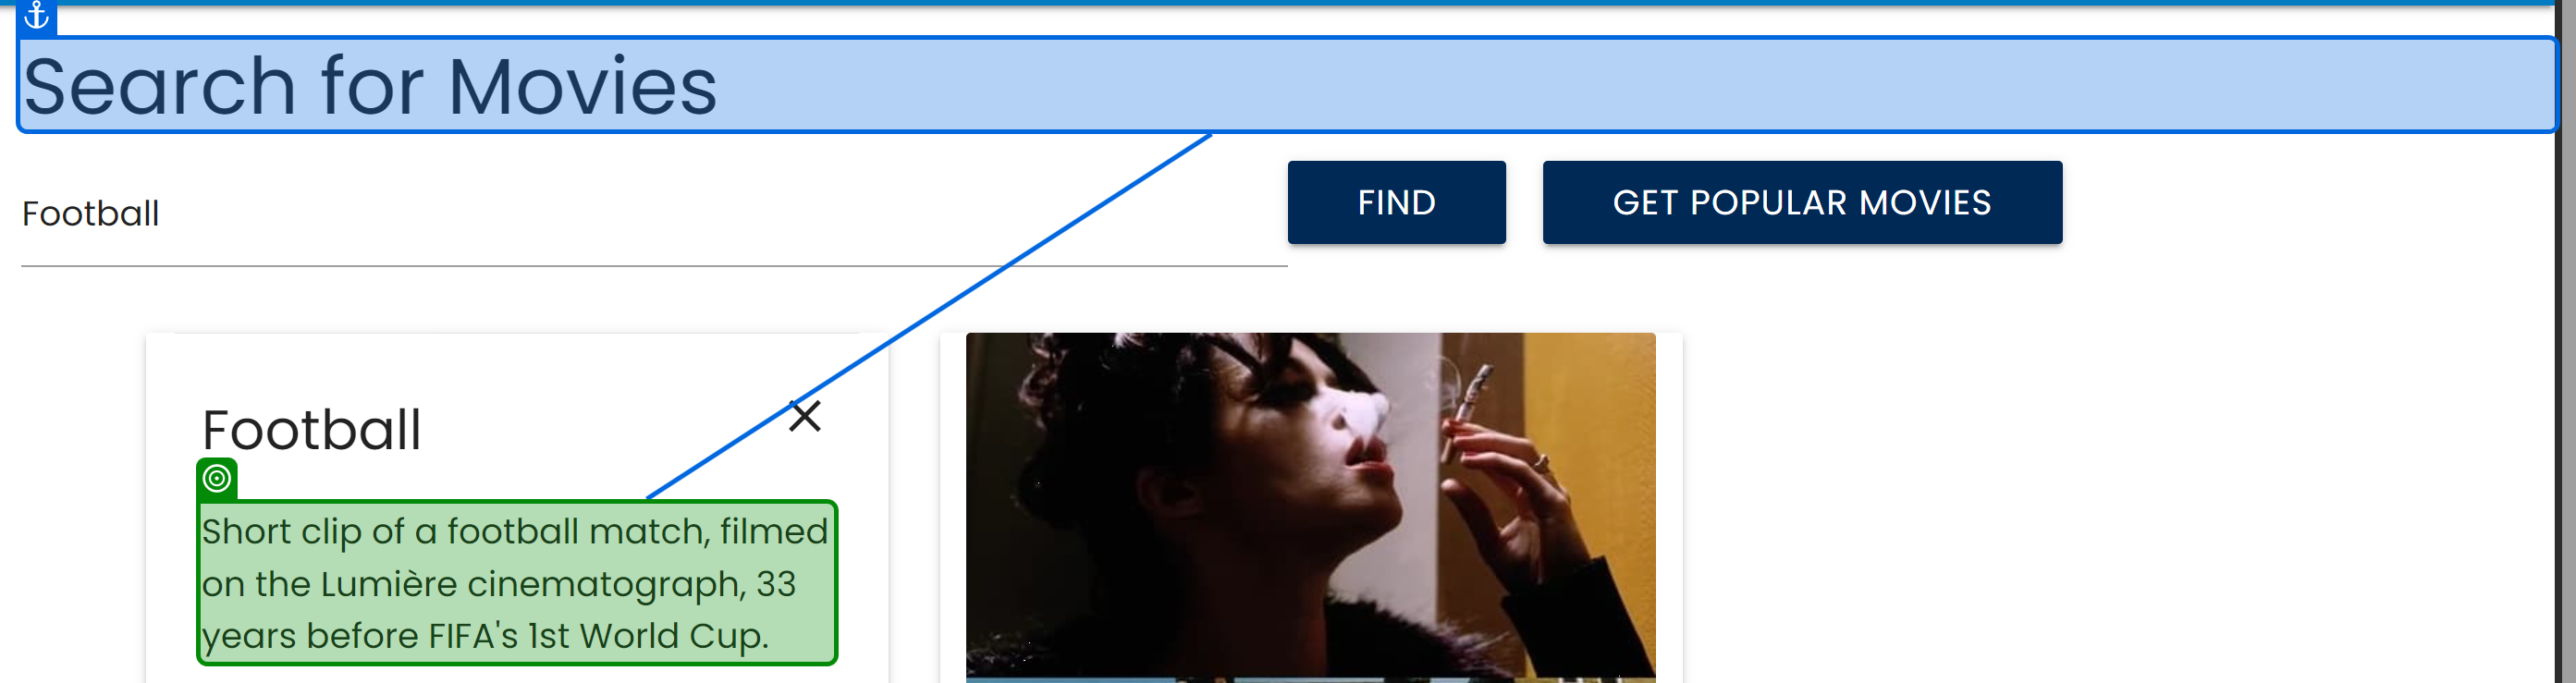 Search for Movies
Football
FIND
GET POPULAR MOVIES
Football
Short clip of a football match, filmed
on the Lumière cinematograph, 33
years before FIFA's 1st World Cup.